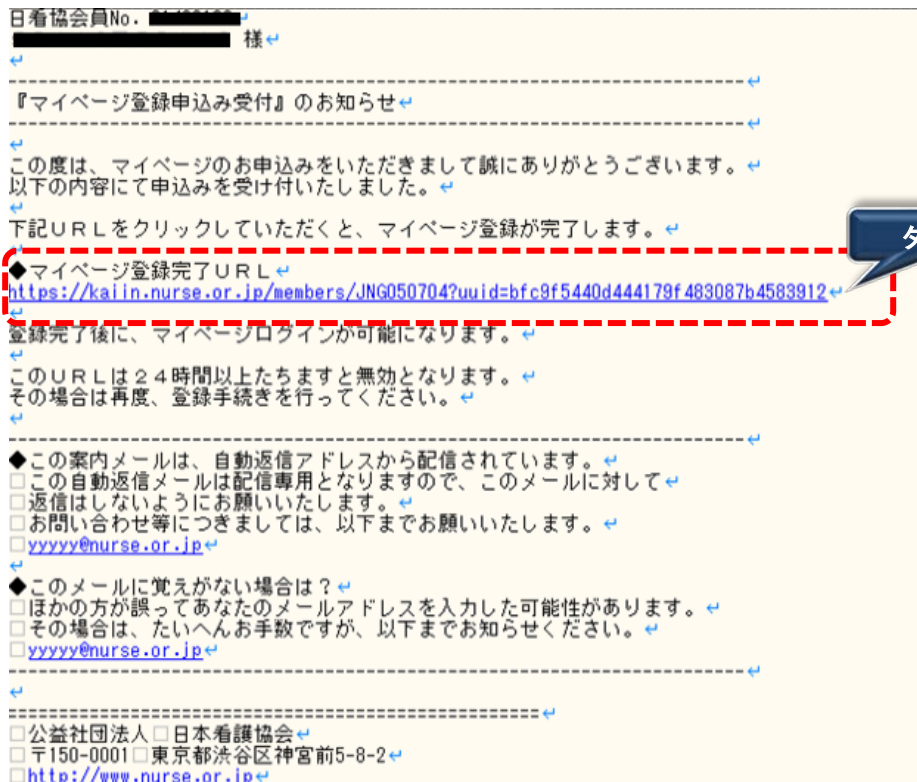 日看協会員No.
様
『マイページ登録申込み受付』のお知らせ
この度は、マイページのお申込みをいただきまして誠にありがとうございます。
以下の内容にて申込みを受け付いたしました。
下記URLをクリックしていただくと、マイページ登録が完了します。
◆マイページ登録完了URL
https://kaiin.nurse.or.jp/members/JNG050704?uuid=bfc9f5440d444179f483087b4583912
登録完了後に、マイページログインが可能になります。
このURLは24時間以上たちますと無効となります。
その場合は再度、登録手続きを行ってください。
◆この案内メールは、自動返信アドレスから配信されています。
この自動返信メールは配信専用となりますので、このメールに対して
返信はしないようにお願いいたします。
お問い合わせ等につきましては、以下までお願いいたします。
yyyyy@nurse.or.jp
◆このメールに覚えがない場合は？
ほかの方が誤ってあなたのメールアドレスを入力した可能性があります。
その場合は、たいへんお手数ですが、以下までお知らせください。
yyyyy@nurse.or.jp
公益社団法人□日本看護協会
〒150-0001□東京都渋谷区神宮前5-8-2
http://www.nurse.or.jp